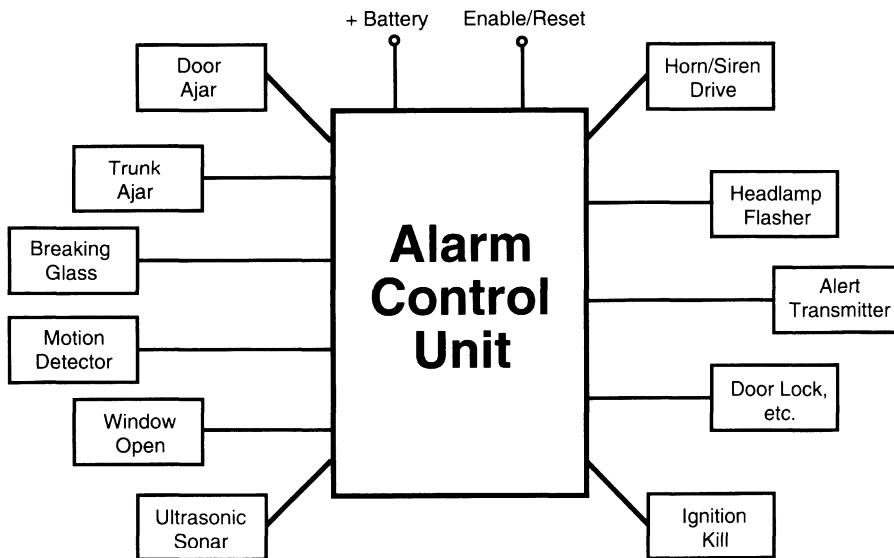 + Battery
Enable/Reset
Door
Ajar
Horn/Siren
Drive
Trunk
Ajar
Headlamp
Flasher
Breaking
Glass
Alarm
Control
Unit
Alert
Transmitter
Motion
Detector
Door Lock,
etc.
Window
Open
Ultrasonic
Sonar
Ignition
Kill